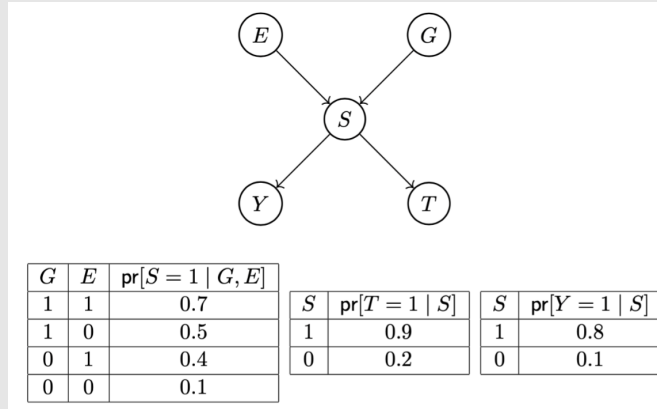 E G
S
Y T
G E pr[S = 1 | G, E]
1 1 0.7
1 0 0.5
0 1 0.4
0 0 0.1
S pr[T = 1 | S]
1 0.9
0 0.2
S pr[Y = 1 | S]
1 0.8
0 0.1